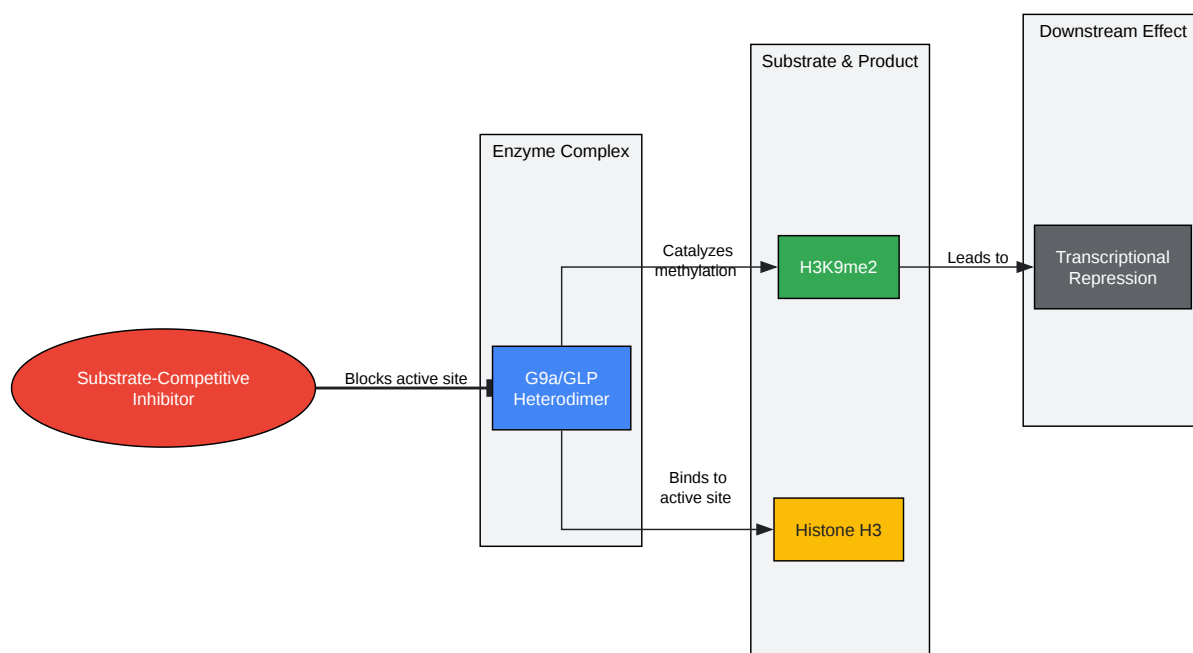 Downstream Effect
Substrate & Product
Enzyme Complex
Catalyzes
methylation
H3K9me2
Leads to
Transcriptional
Repression
Substrate-Competitive
Inhibitor
Blocks active site
G9a/GLP
Heterodimer
Binds to
active site
Histone H3